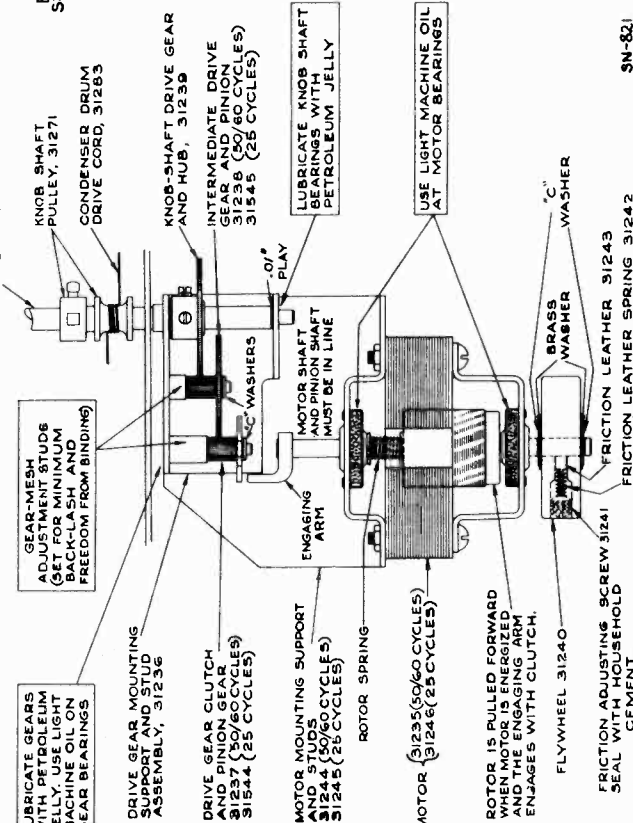 GEAR-MESH
ADJUSTMENT STUDS
(SET FOR MINIMUM
BACK-LASH AND
FREEDOM FROM BINDING)
KNOB SHAFT
PULLEY, 31271
CONDENSER DRUM
DRIVE CORD, 31283
KNOB-SHAFT DRIVE GEAR
AND HUB, 31239
INTERMEDIATE DRIVE
GEAR AND PINION
31238 (50/60 CYCLES)
31545 (25 CYCLES)
LUBRICATE KNOB SHAFT
BEARINGS WITH
PETROLEUM JELLY
USE LIGHT MACHINE OIL
AT MOTOR BEARINGS
.01"
PLAY
"C" WASHERS
MOTOR SHAFT
AND PINION SHAFT
MUST BE IN LINE
ENGAGING
ARM
UBRICATE GEARS
WITH PETROLEUM
ELLY. USE LIGHT
MACHINE OIL ON
GEAR BEARINGS
DRIVE GEAR MOUNTING
SUPPORT AND STUD
ASSEMBLY, 31236
DRIVE GEAR CLUTCH
AND PINION GEAR
31237 (50/60 CYCLES)
31544 (25 CYCLES)
MOTOR MOUNTING SUPPORT
AND STUDS
31244 (50/60 CYCLES)
31245 (25 CYCLES)
ROTOR SPRING
MOTOR
31235 (50/60 CYCLES)
31246 (25 CYCLES)
ROTOR IS PULLED FORWARD
WHEN MOTOR IS ENERGIZED
AND THE ENGAGING ARM
ENGAGES WITH CLUTCH.
FLYWHEEL 31240
FRICTION ADJUSTING SCREW 31241
SEAL WITH HOUSEHOLD
CEMENT
BRASS
WASHER
"C"
WASHER
FRICTION LEATHER 31243
FRICTION LEATHER SPRING 31242
SN-821